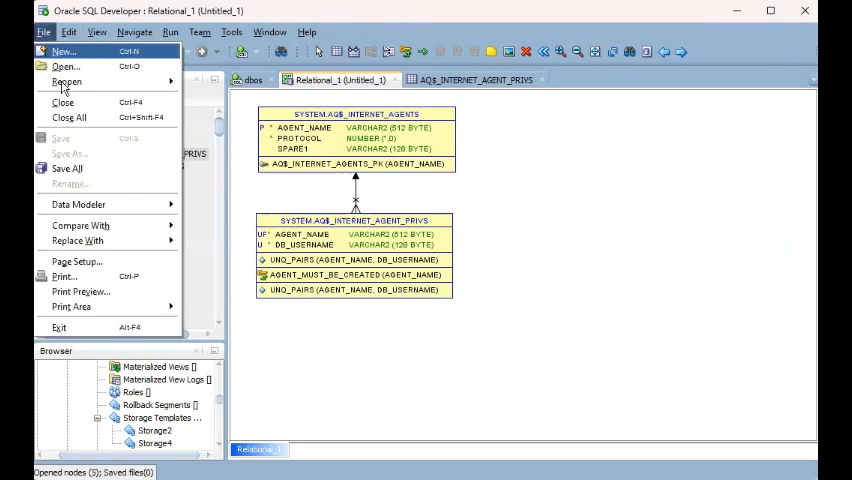 Oracle SQL Developer : Relational_1 (Untitled_1)
File Edit View Navigate Run Team Tools Window Help
New... Ctrl-N
Open... Ctrl-O
Reopen
Close Ctrl-F4
Close All Ctrl+Shift-F4
Save Ctrl-S
Save As...
Save All
Rename...
Data Modeler
Compare With
Replace With
Page Setup...
Print... Ctrl-P
Print Preview...
Print Area
Exit Alt-F4
PRIVS
Browser
Materialized Views []
Materialized View Logs []
Roles []
Rollback Segments []
Storage Templates ...
Storage2
Storage4
dbos
Relational_1 (Untitled_1)
AQ$_INTERNET_AGENT_PRIVS
SYSTEM.AQ$_INTERNET_AGENTS
P * AGENT_NAME VARCHAR2 (512 BYTE)
* PROTOCOL NUMBER (*,0)
SPARE1 VARCHAR2 (128 BYTE)
AQ$_INTERNET_AGENTS_PK (AGENT_NAME)
SYSTEM.AQ$_INTERNET_AGENT_PRIVS
UF* AGENT_NAME VARCHAR2 (512 BYTE)
U * DB_USERNAME VARCHAR2 (128 BYTE)
UNQ_PAIRS (AGENT_NAME, DB_USERNAME)
AGENT_MUST_BE_CREATED (AGENT_NAME)
UNQ_PAIRS (AGENT_NAME, DB_USERNAME)
Relational_1
Opened nodes (5); Saved files(0)